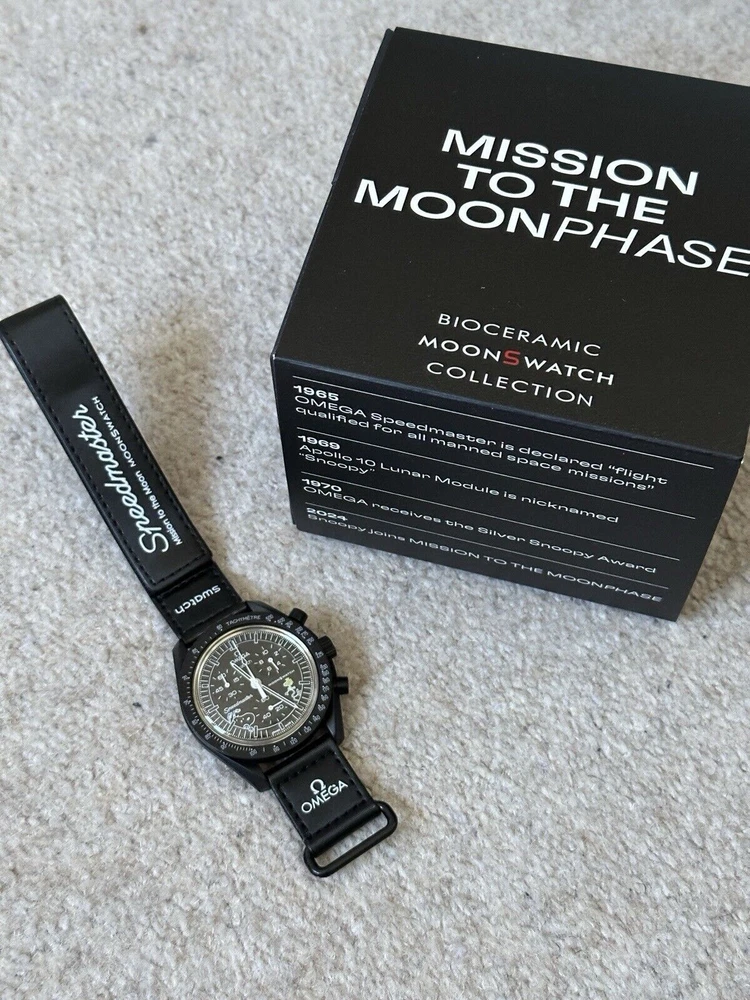 MISSION
TO THE
MOONPHASE
BIOCERAMIC
MOONSWATCH
COLLECTION
1965
OMEGA Speedmaster is declared "flight
qualified for all manned space missions"
1969
Apollo 10 Lunar Module is nicknamed
"Snoopy"
1970
OMEGA receives the Silver Snoopy Award
2024
Snoopy joins MISSION TO THE MOONPHASE
Speedmaster
Mission to the Moon MOONSWATCH
swatch
TACHYMÈTRE
Ω
OMEGA